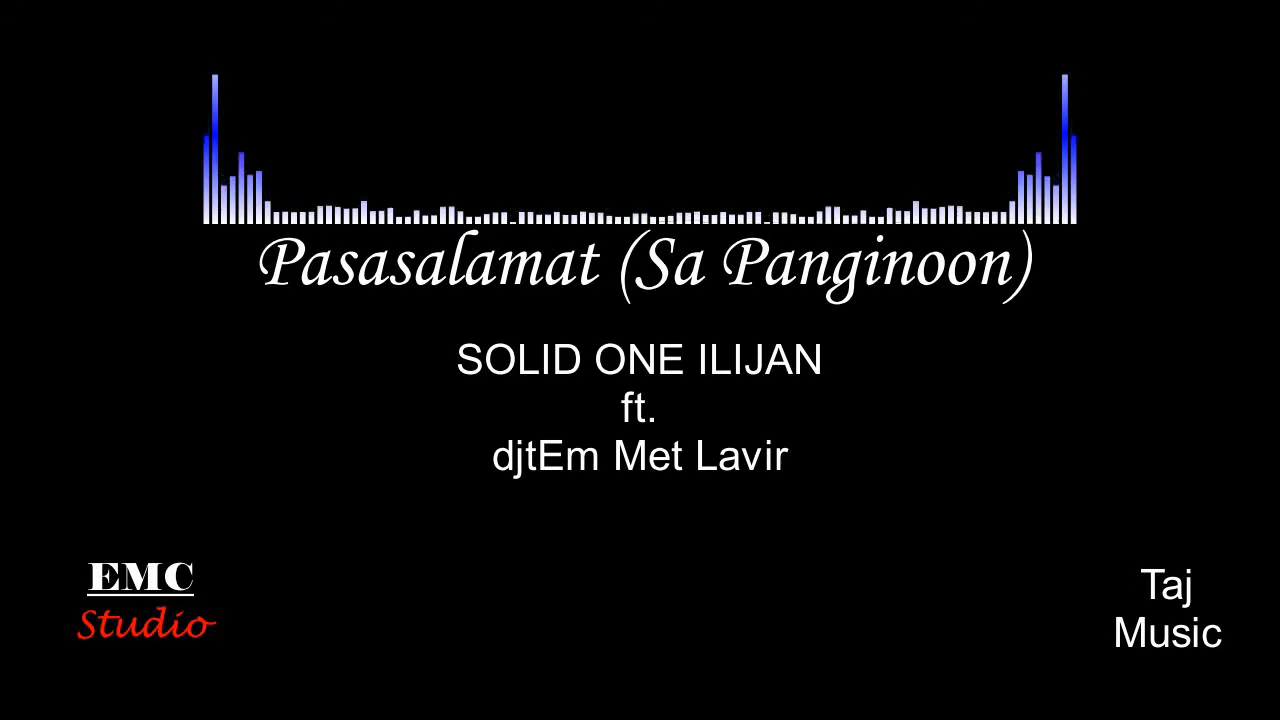 Pasasalamat (Sa Panginoon)
SOLID ONE ILIJAN
ft.
djtEm Met Lavir
EMC
Studio
Taj
Music